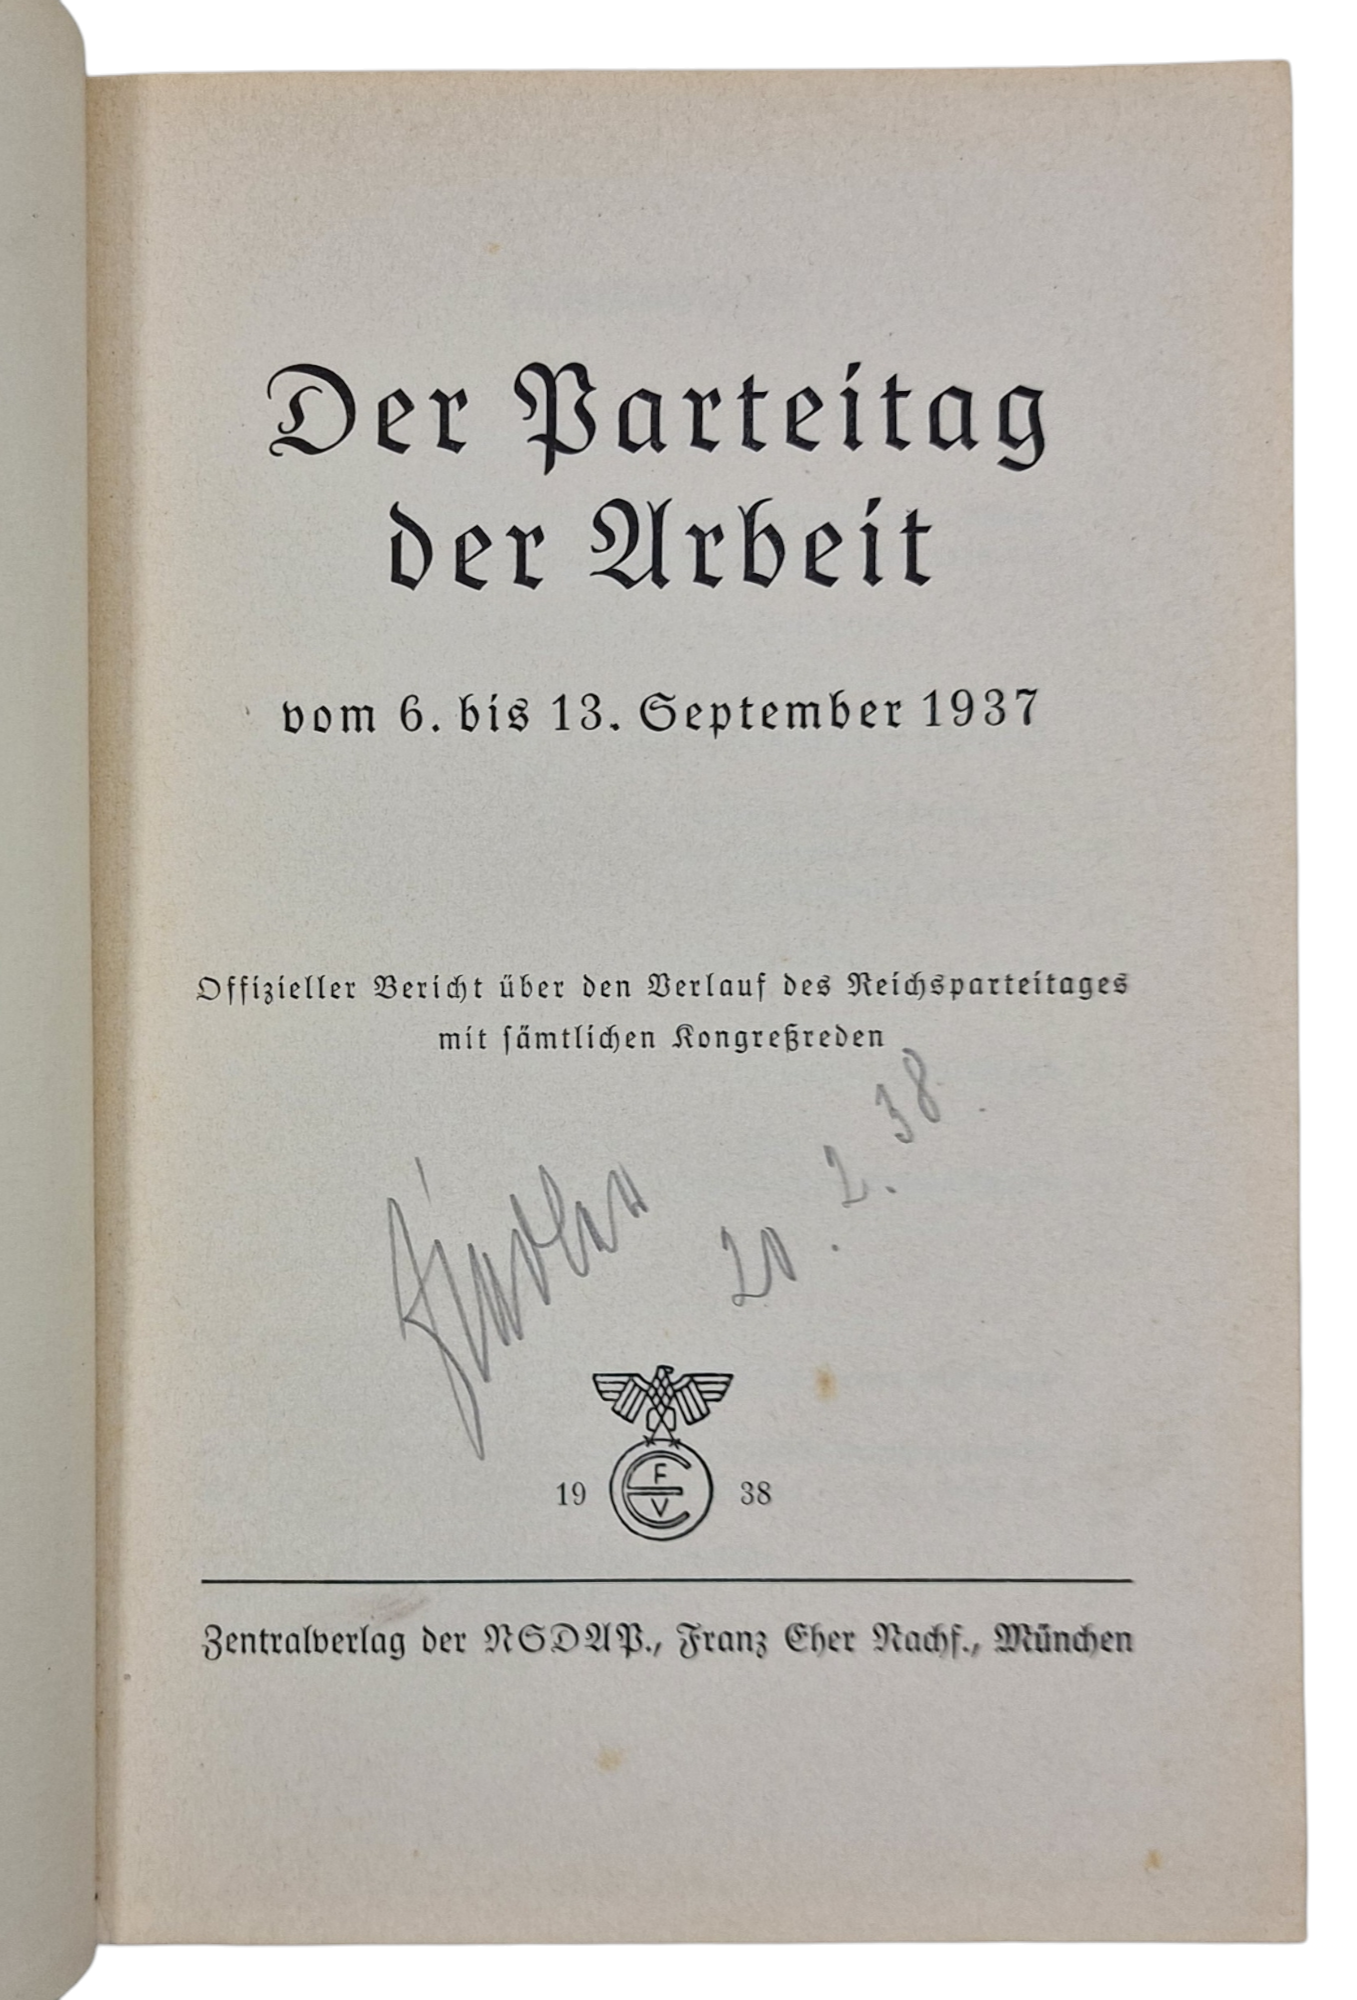 Der Parteitag
der Arbeit
vom 6. bis 13. September 1937
Offizieller Bericht über den Verlauf des Reichsparteitages
mit sämtlichen Kongreßreden
20. 2. 38.
19 F E V 38
Zentralverlag der NSDAP., Franz Eher Nachf., München